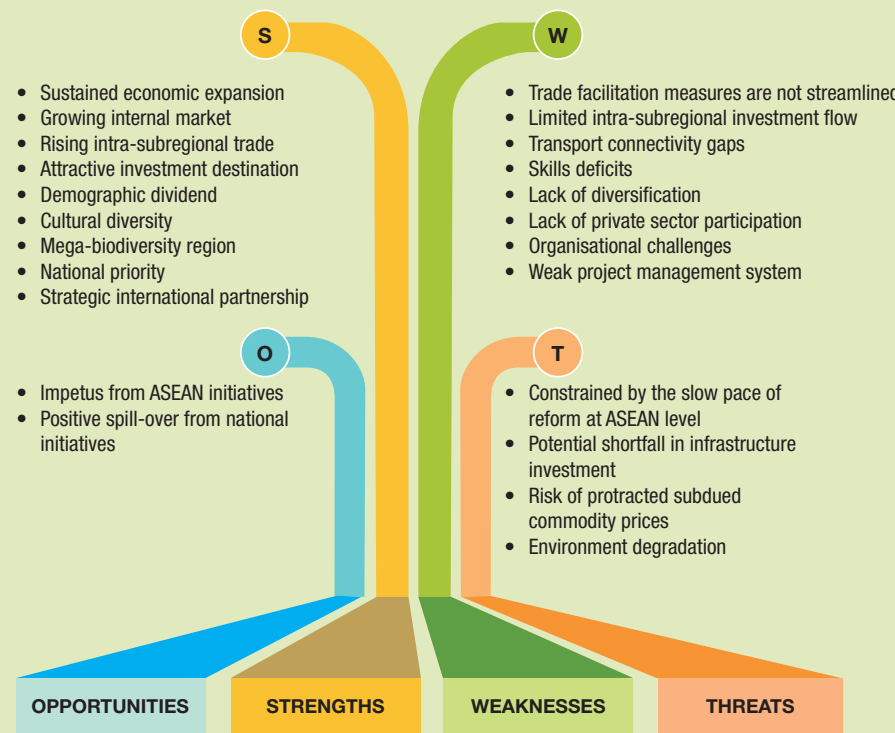 S
• Sustained economic expansion
• Growing internal market
• Rising intra-subregional trade
• Attractive investment destination
• Demographic dividend
• Cultural diversity
• Mega-biodiversity region
• National priority
• Strategic international partnership
W
• Trade facilitation measures are not streamlined
• Limited intra-subregional investment flow
• Transport connectivity gaps
• Skills deficits
• Lack of diversification
• Lack of private sector participation
• Organisational challenges
• Weak project management system
O
• Impetus from ASEAN initiatives
• Positive spill-over from national
initiatives
T
• Constrained by the slow pace of
reform at ASEAN level
• Potential shortfall in infrastructure
investment
• Risk of protracted subdued
commodity prices
• Environment degradation
OPPORTUNITIES
STRENGTHS
WEAKNESSES
THREATS